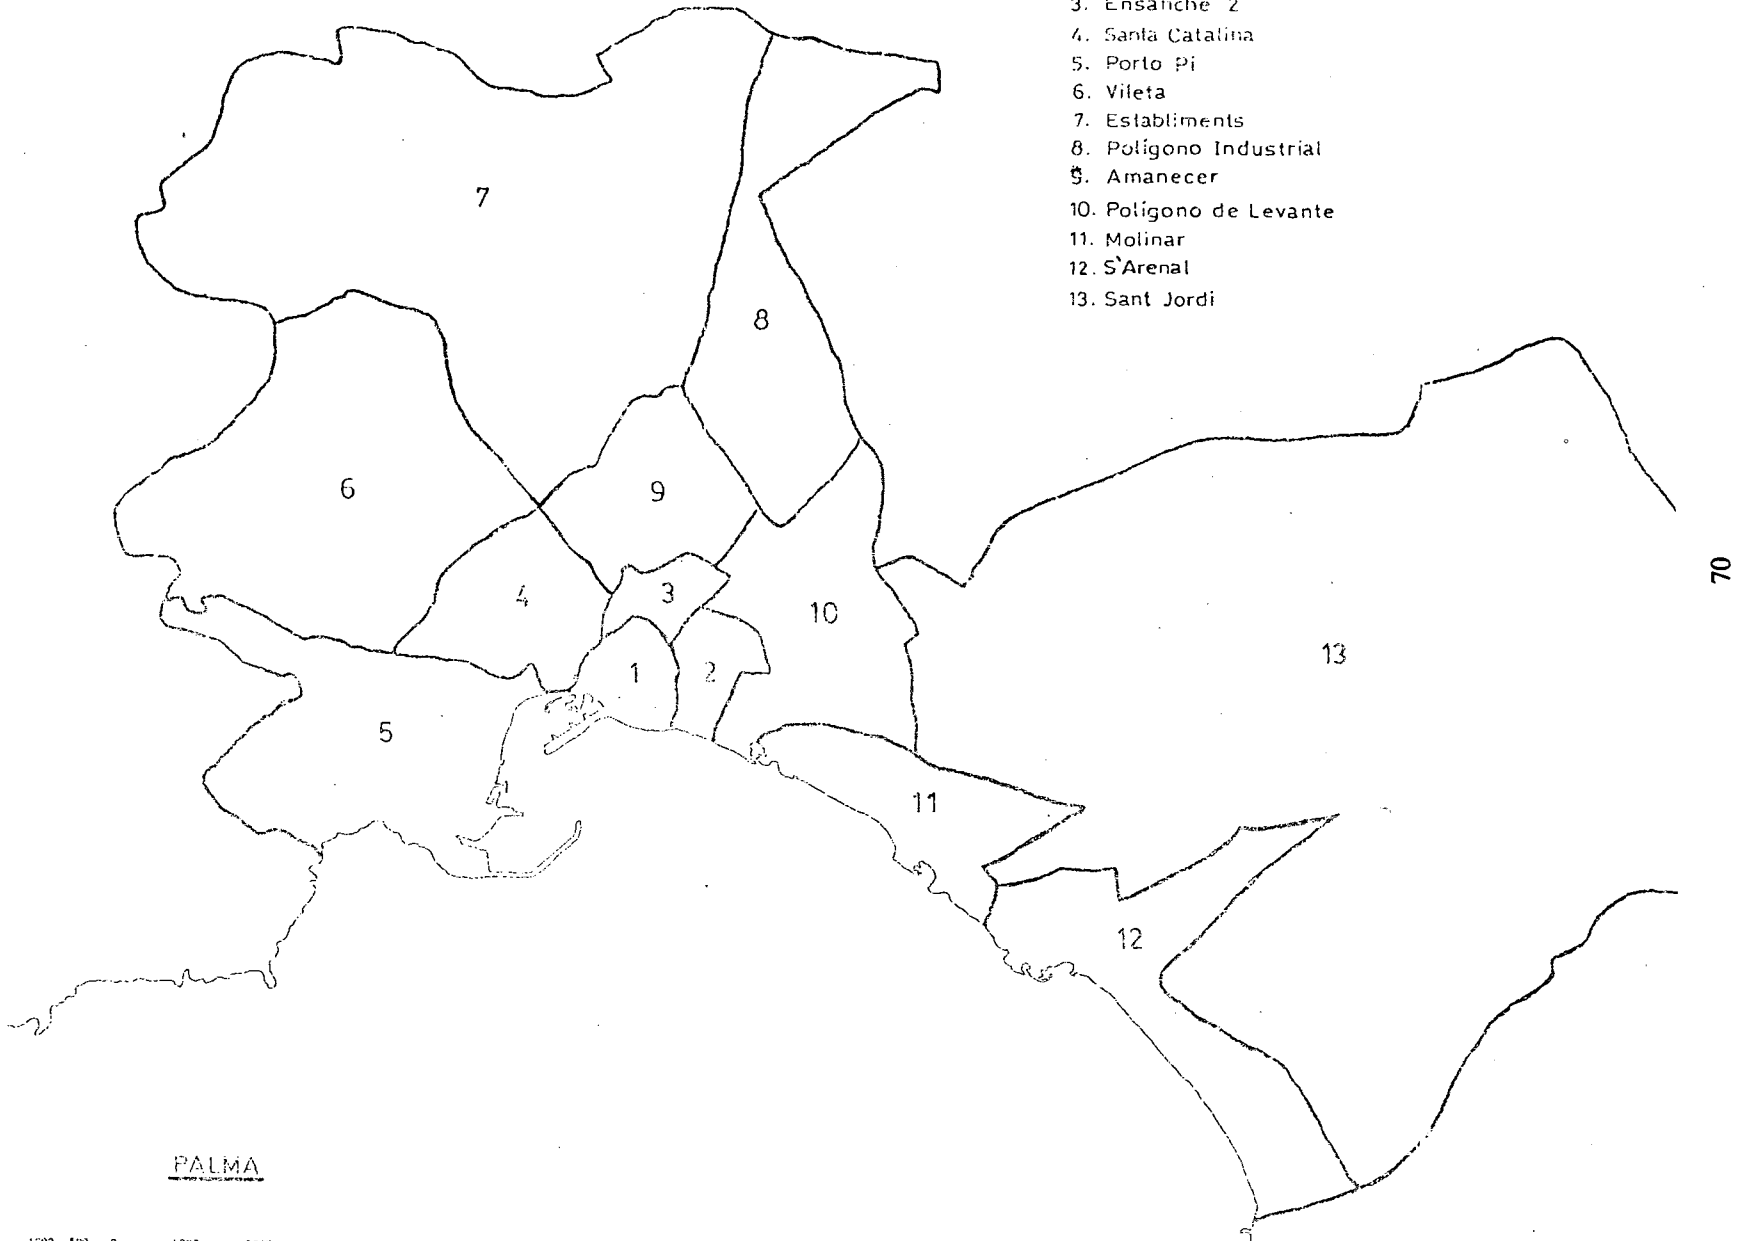 3. Ensanche 2
4. Santa Catalina
5. Porto Pi
6. Vileta
7. Establiments
8. Polígono Industrial
9. Amanecer
10. Polígono de Levante
11. Molinar
12. S'Arenal
13. Sant Jordi
7
8
6
9
70
4
3
10
13
1
2
5
11
12
PALMA